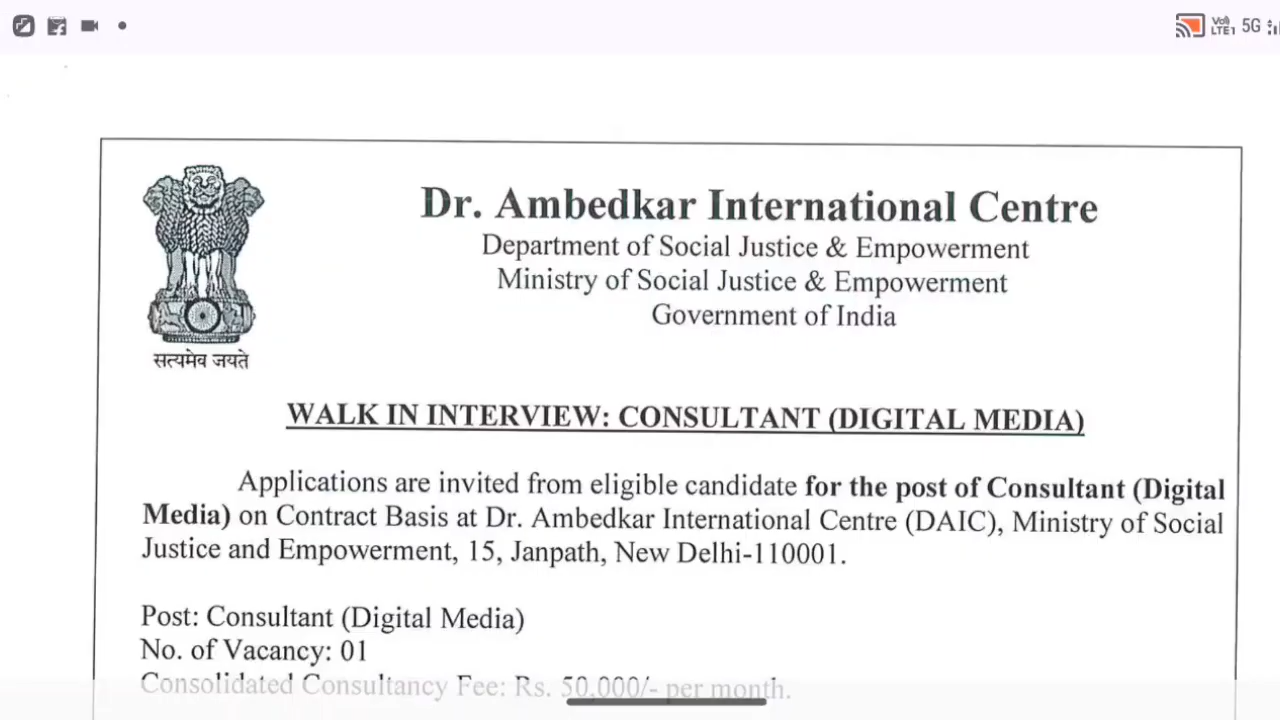 Vo))
LTE1 5G
Dr. Ambedkar International Centre
Department of Social Justice & Empowerment
Ministry of Social Justice & Empowerment
Government of India
सत्यमेव जयते
WALK IN INTERVIEW: CONSULTANT (DIGITAL MEDIA)
Applications are invited from eligible candidate for the post of Consultant (Digital
Media) on Contract Basis at Dr. Ambedkar International Centre (DAIC), Ministry of Social
Justice and Empowerment, 15, Janpath, New Delhi-110001.
Post: Consultant (Digital Media)
No. of Vacancy: 01
Consolidated Consultancy Fee: Rs. 50,000/- per month.